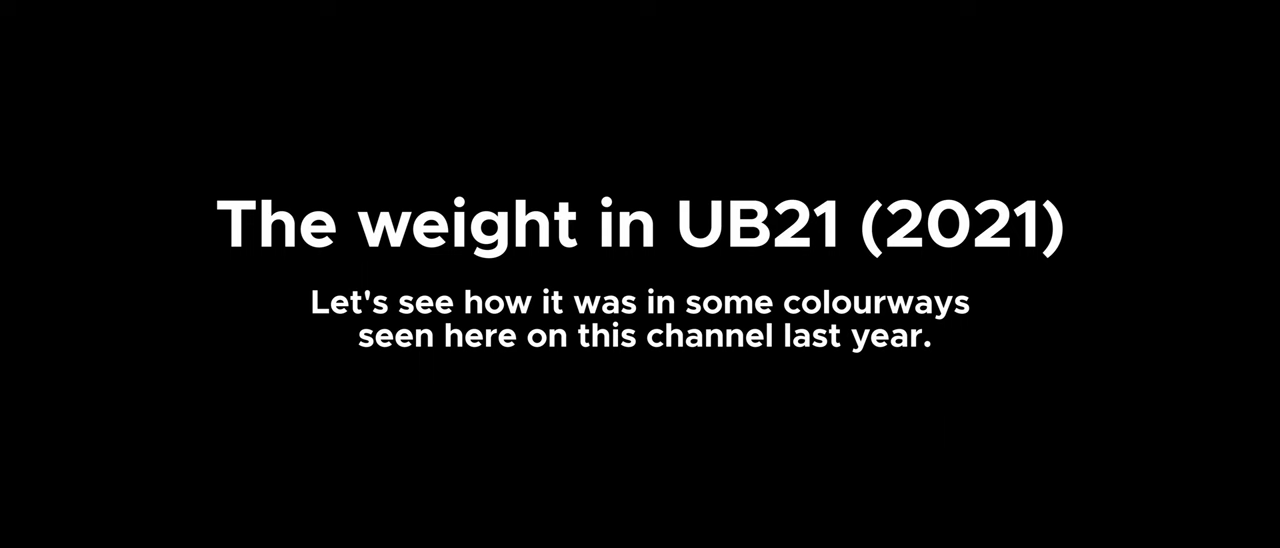 The weight in UB21 (2021)
Let's see how it was in some colourways
seen here on this channel last year.